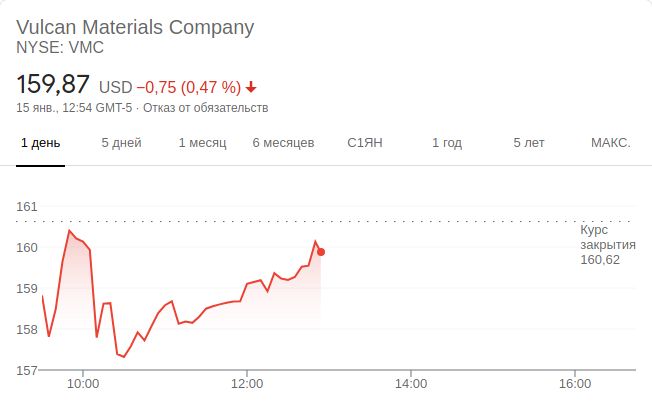 Vulcan Materials Company
NYSE: VMC
159,87 USD −0,75 (0,47 %)
15 янв., 12:54 GMT-5 · Отказ от обязательств
1 день 5 дней 1 месяц 6 месяцев С1ЯН 1 год 5 лет МАКС.
161
160
159
158
157
Курс
закрытия
160,62
10:00 12:00 14:00 16:00